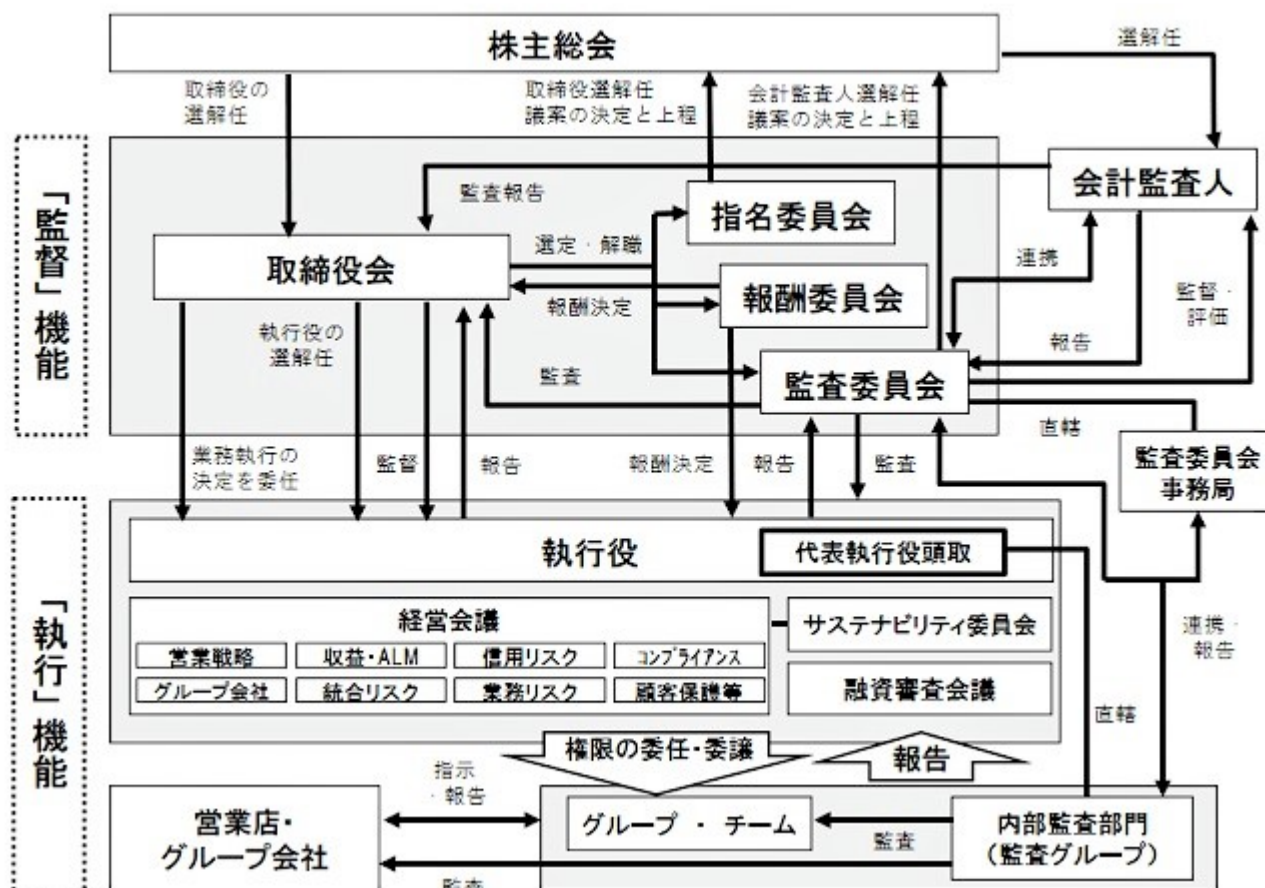 株主総会
選解任
取締役の
選解任
取締役選解任
議案の決定と上程
会計監査人選解任
議案の決定と上程
「監督」機能
会計監査人
監査報告
指名委員会
選定・解職
取締役会
連携
報酬委員会
報酬決定
監督・
評価
執行役の
選解任
報告
監査
監査委員会
直轄
監査委員会
事務局
業務執行の
決定を委任
監督
報告
報酬決定
報告
監査
「執行」機能
執行役
代表執行役頭取
経営会議
サステナビリティ委員会
営業戦略
収益・ALM
信用リスク
コンプライアンス
グループ会社
統合リスク
業務リスク
顧客保護等
融資審査会議
連携・
報告
直轄
権限の委任・委譲
報告
指示
・報告
営業店・
グループ会社
グループ ・ チーム
監査
内部監査部門
（監査グループ）
監査